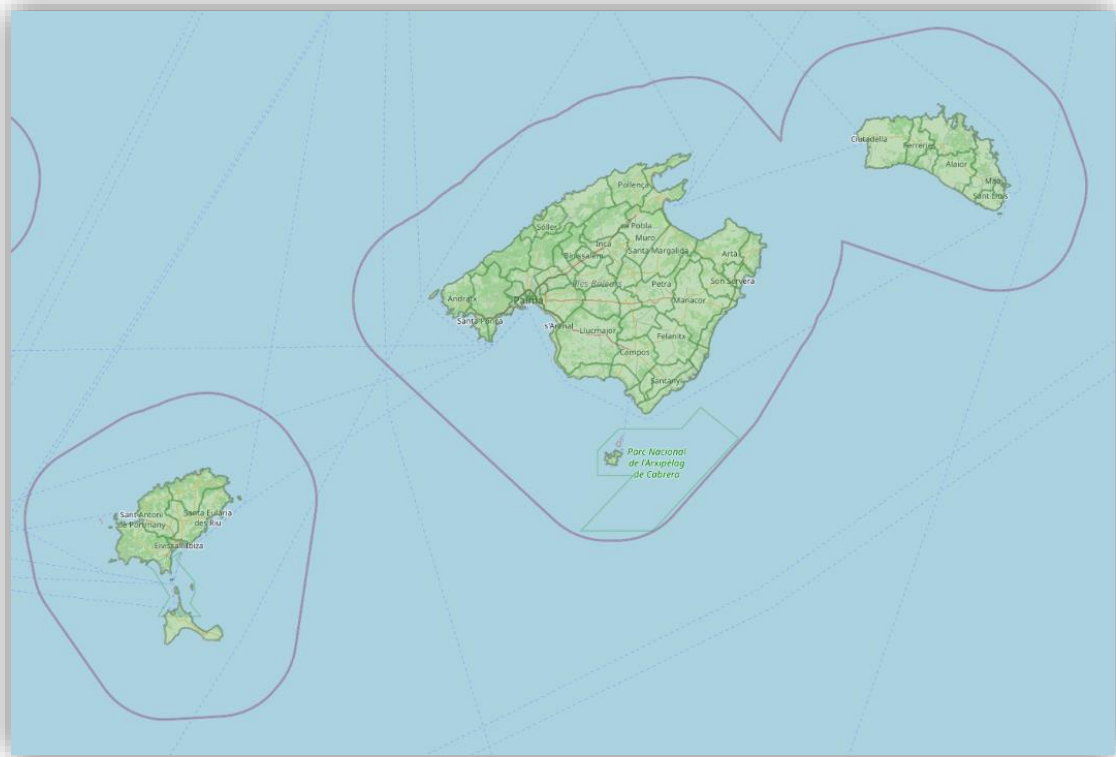 Ciutadella
Ferreries
Alaior
Maó
Sant Lluís
Pollença
Sóller
sa Pobla
Muro
Inca
Santa Margalida
Binissalem
Artà
Son Servera
Illes Balears
Petra
Andratx
Palma
Manacor
Santa Ponça
s'Arenal
Llucmajor
Felanitx
Campos
Santanyí
Parc Nacional
de l'Arxipèlag
de Cabrera
Sant Antoni
de Portmany
Santa Eulària
des Riu
Eivissa / Ibiza